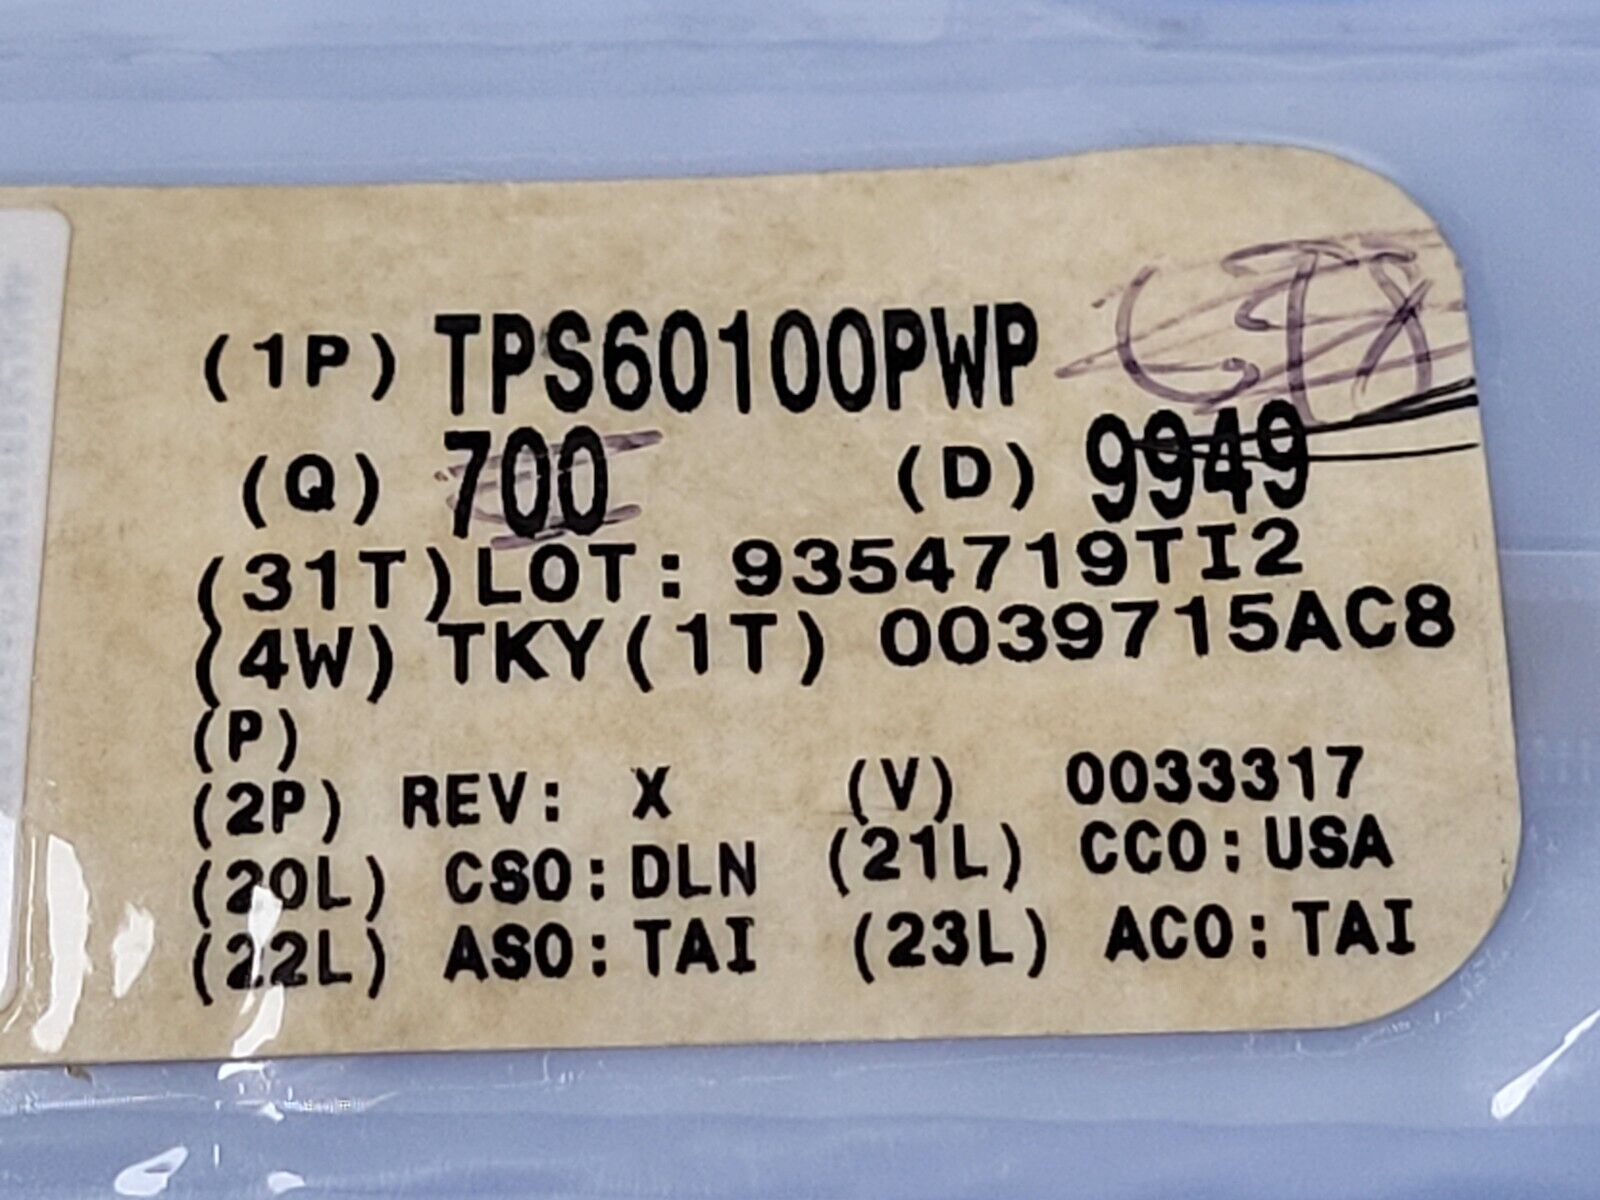 (1P) TPS60100PWP
(Q) 700 (D) 9949
(31T)LOT: 9354719TI2
(4W) TKY(1T) 0039715AC8
(P)
(2P) REV: X (V) 0033317
(20L) CSO:DLN (21L) CCO:USA
(22L) ASO:TAI (23L) ACO:TAI